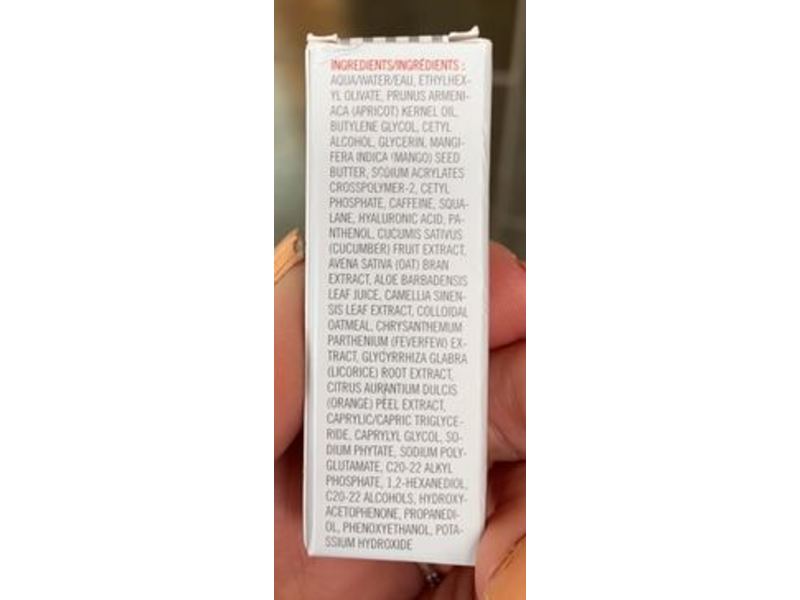 INGREDIENTS/INGRÉDIENTS :
AQUA/WATER/EAU, ETHYLHEX-
YL OLIVATE, PRUNUS ARMENI-
ACA (APRICOT) KERNEL OIL,
BUTYLENE GLYCOL, CETYL
ALCOHOL, GLYCERIN, MANGI-
FERA INDICA (MANGO) SEED
BUTTER, SODIUM ACRYLATES
CROSSPOLYMER-2, CETYL
PHOSPHATE, CAFFEINE, SQUA-
LANE, HYALURONIC ACID, PA-
NTHENOL, CUCUMIS SATIVUS
(CUCUMBER) FRUIT EXTRACT,
AVENA SATIVA (OAT) BRAN
EXTRACT, ALOE BARBADENSIS
LEAF JUICE, CAMELLIA SINEN-
SIS LEAF EXTRACT, COLLOIDAL
OATMEAL, CHRYSANTHEMUM
PARTHENIUM (FEVERFEW) EX-
TRACT, GLYCYRRHIZA GLABRA
(LICORICE) ROOT EXTRACT,
CITRUS AURANTIUM DULCIS
(ORANGE) PEEL EXTRACT,
CAPRYLIC/CAPRIC TRIGLYCE-
RIDE, CAPRYLYL GLYCOL, SO-
DIUM PHYTATE, SODIUM POLY-
GLUTAMATE, C20-22 ALKYL
PHOSPHATE, 1,2-HEXANEDIOL,
C20-22 ALCOHOLS, HYDROXY-
ACETOPHENONE, PROPANEDI-
OL, PHENOXYETHANOL, POTA-
SSIUM HYDROXIDE